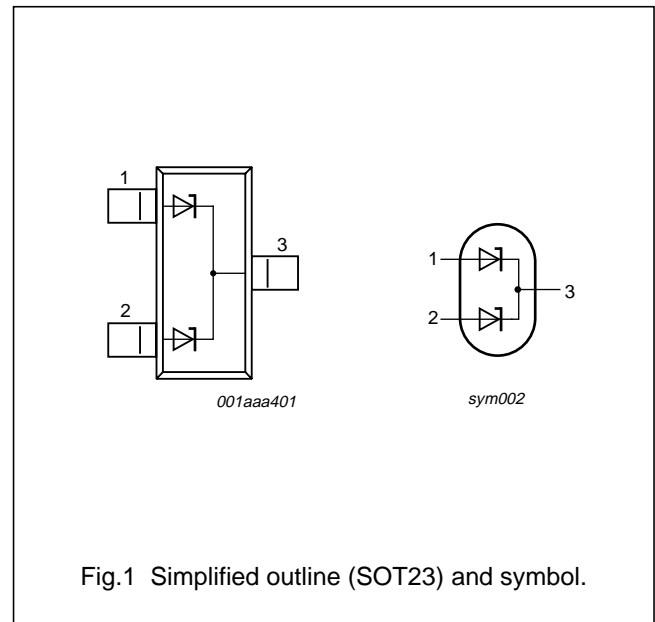 1
3
2
001aaa401
1
3
2
sym002
Fig.1 Simplified outline (SOT23) and symbol.